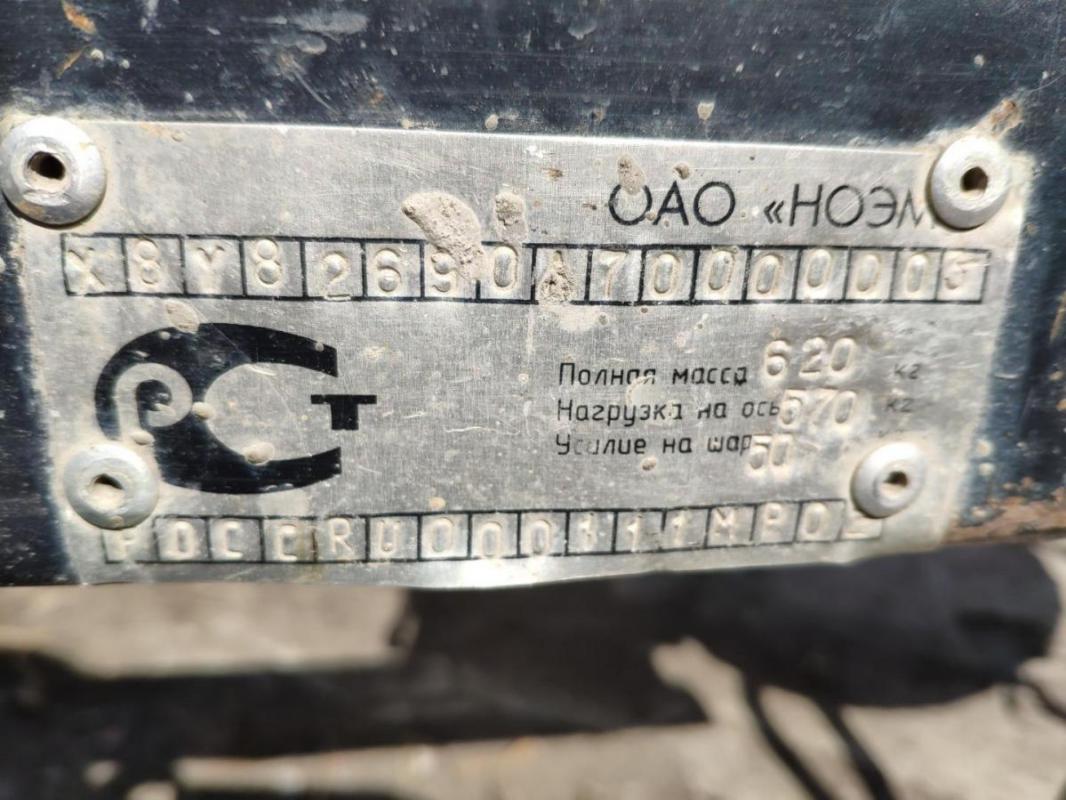 ОАО «НОЭМ
X8Y82690A70000005
Полная масса 620 кг
Нагрузка на ось 570 кг
Усилие на шар 50
Р
С
Т